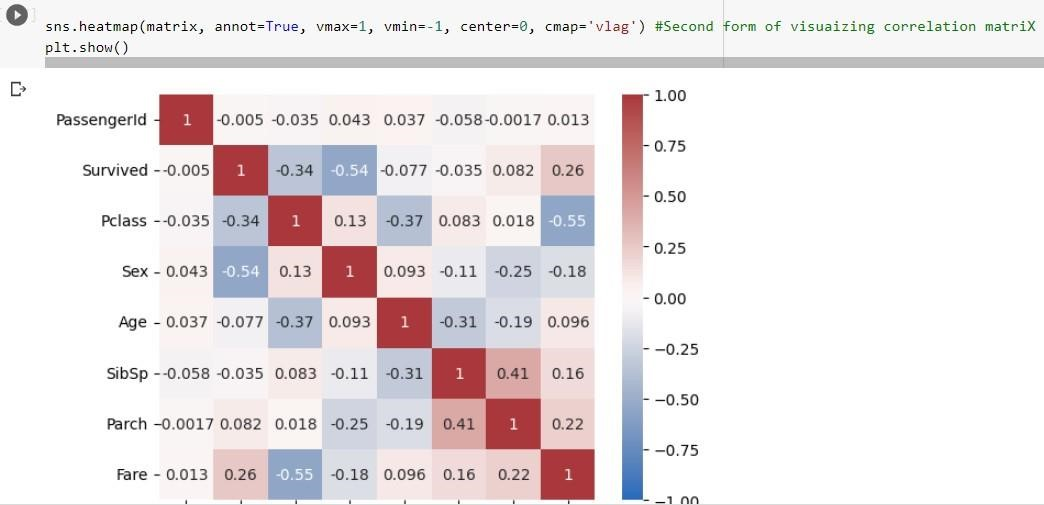 sns.heatmap(matrix, annot=True, vmax=1, vmin=-1, center=0, cmap='vlag') #Second form of visuaizing correlation matriX
plt.show()
PassengerId 1 -0.005 -0.035 0.043 0.037 -0.058 -0.0017 0.013
Survived -0.005 1 -0.34 -0.54 -0.077 -0.035 0.082 0.26
Pclass -0.035 -0.34 1 0.13 -0.37 0.083 0.018 -0.55
Sex 0.043 -0.54 0.13 1 0.093 -0.11 -0.25 -0.18
Age 0.037 -0.077 -0.37 0.093 1 -0.31 -0.19 0.096
SibSp -0.058 -0.035 0.083 -0.11 -0.31 1 0.41 0.16
Parch -0.0017 0.082 0.018 -0.25 -0.19 0.41 1 0.22
Fare 0.013 0.26 -0.55 -0.18 0.096 0.16 0.22 1
1.00
0.75
0.50
0.25
0.00
−0.25
−0.50
−0.75
−1.00